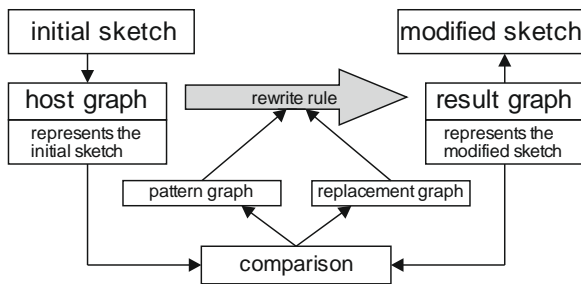 initial sketch
modified sketch
host graph
rewrite rule
result graph
represents the
initial sketch
represents the
modified sketch
pattern graph
replacement graph
comparison